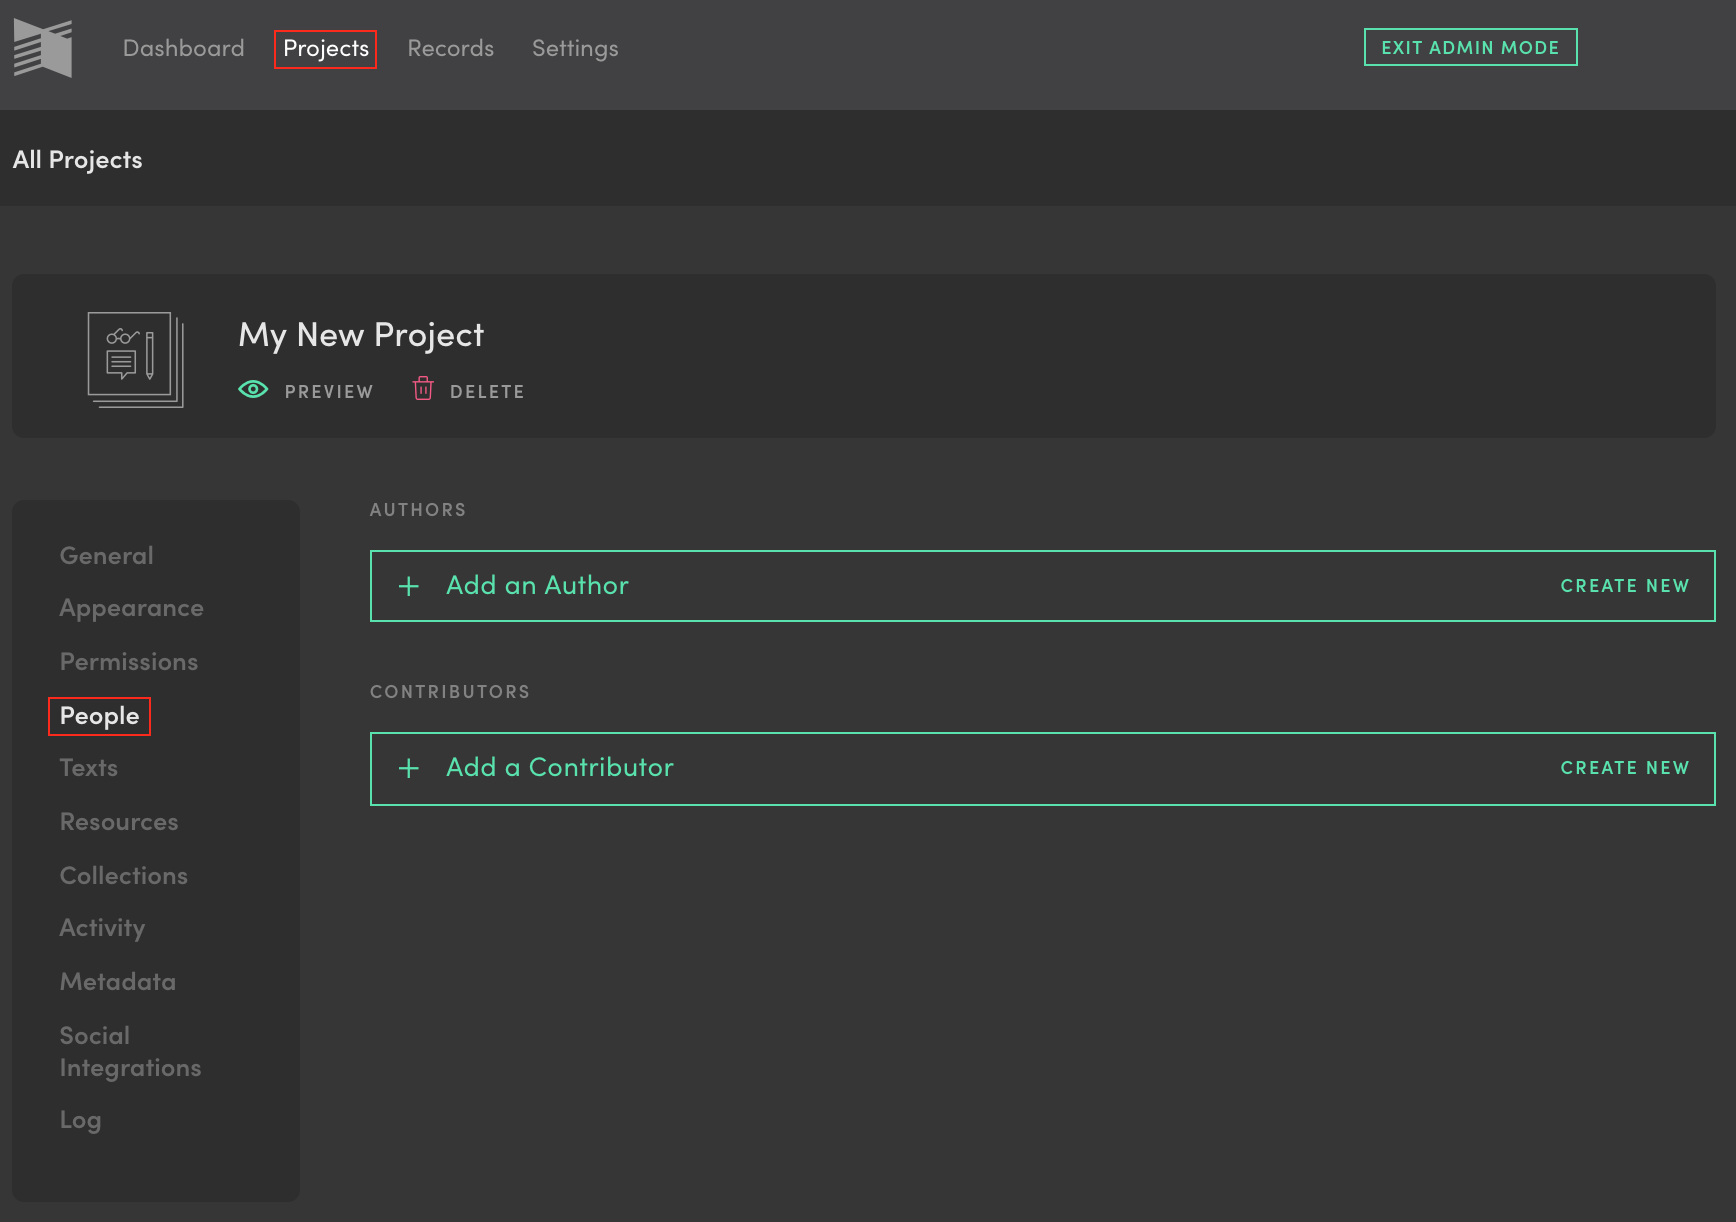 Dashboard Projects Records Settings EXIT ADMIN MODE
All Projects
My New Project
PREVIEW DELETE
AUTHORS
General
Add an Author CREATE NEW
Appearance
Permissions
CONTRIBUTORS
People
Texts
Add a Contributor CREATE NEW
Resources
Collections
Activity
Metadata
Social
Integrations
Log